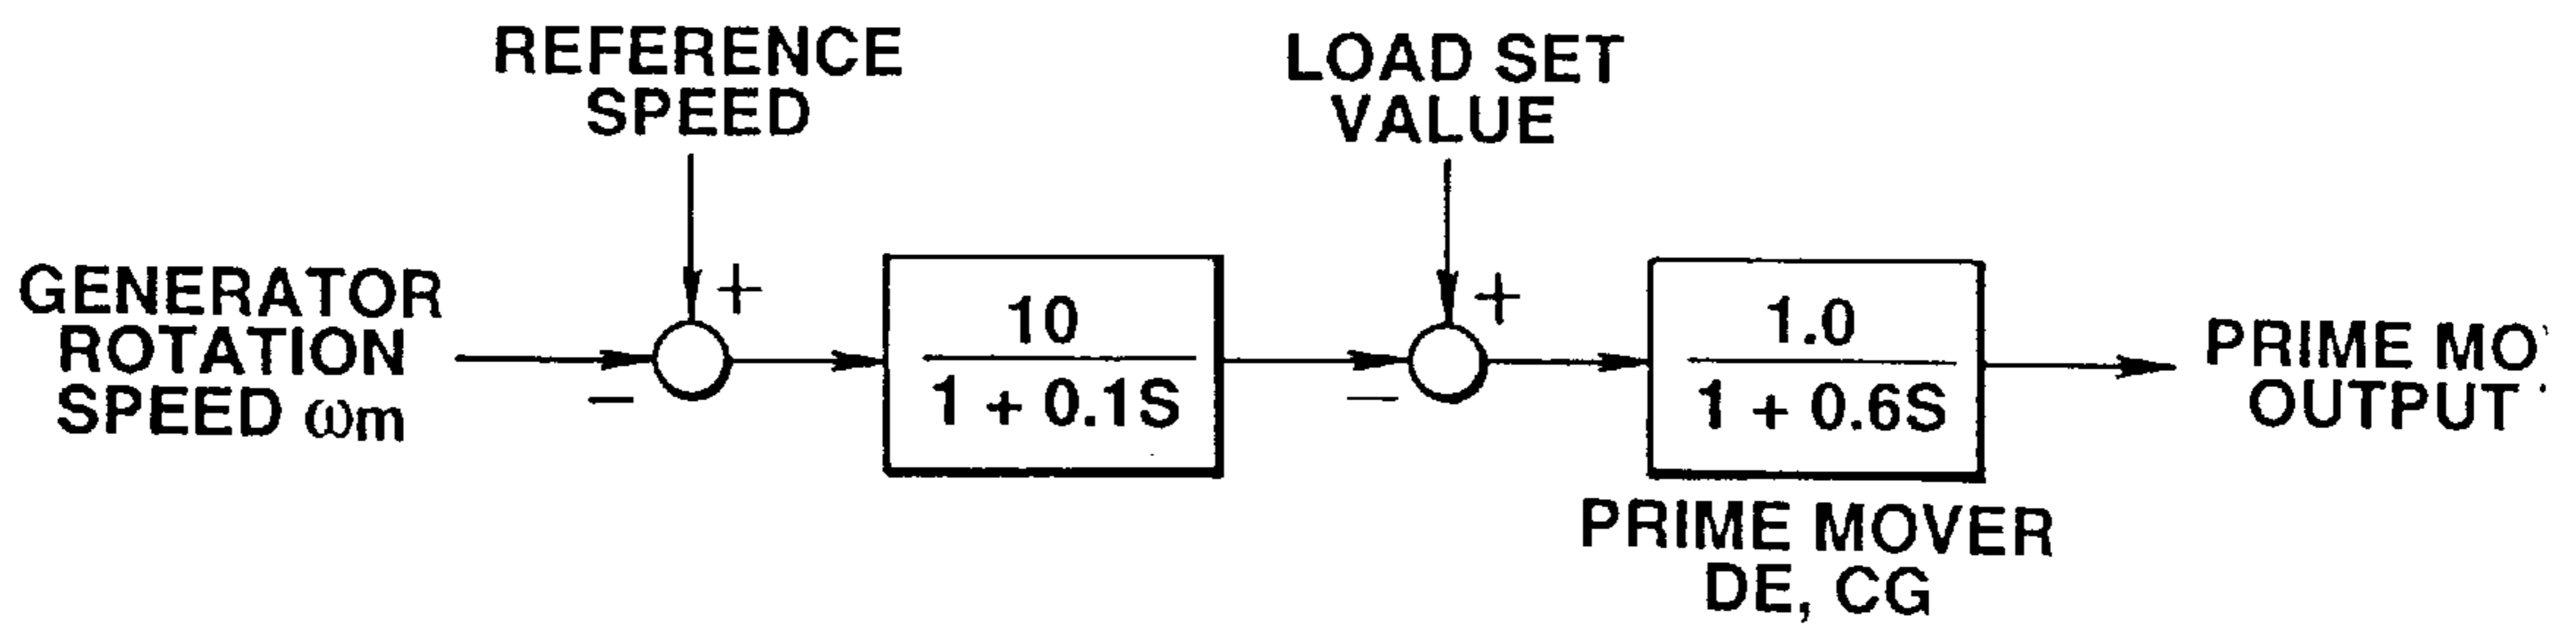 REFERENCE
SPEED
LOAD SET
VALUE
GENERATOR
ROTATION
SPEED ωm
+
−
10
1 + 0.1S
+
−
1.0
1 + 0.6S
PRIME MO
OUTPUT
PRIME MOVER
DE, CG